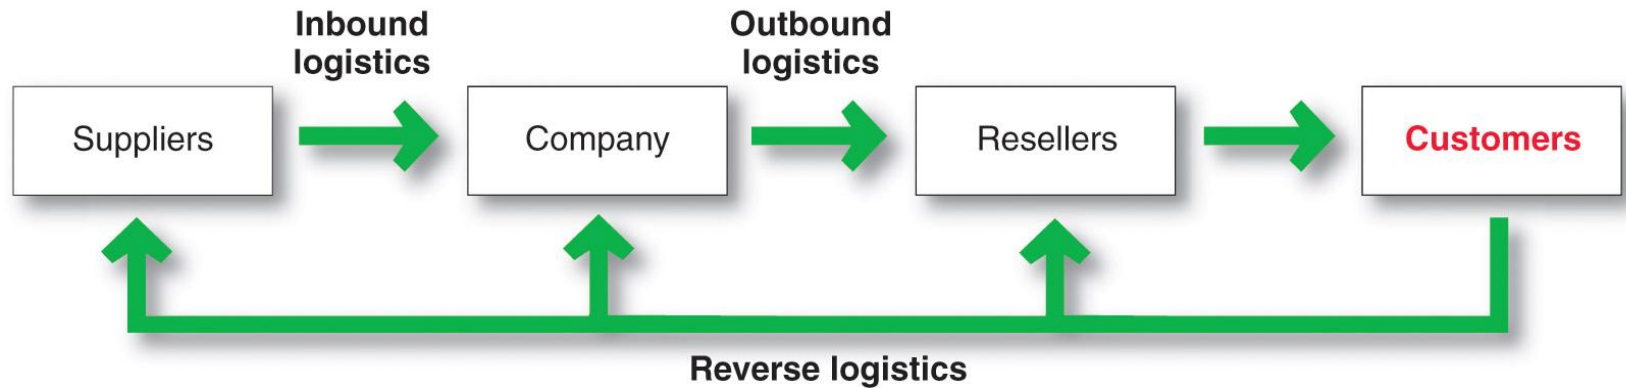 Inbound
logistics
Outbound
logistics
Suppliers
Company
Resellers
Customers
Reverse logistics